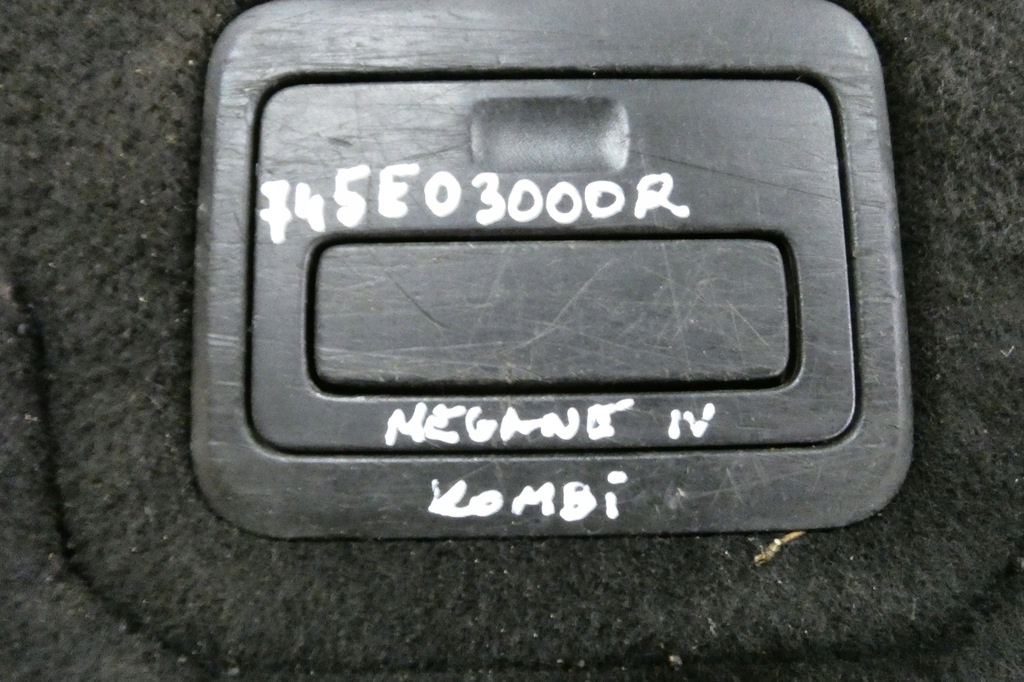 745E03000R
MEGANE IV
KOMBi